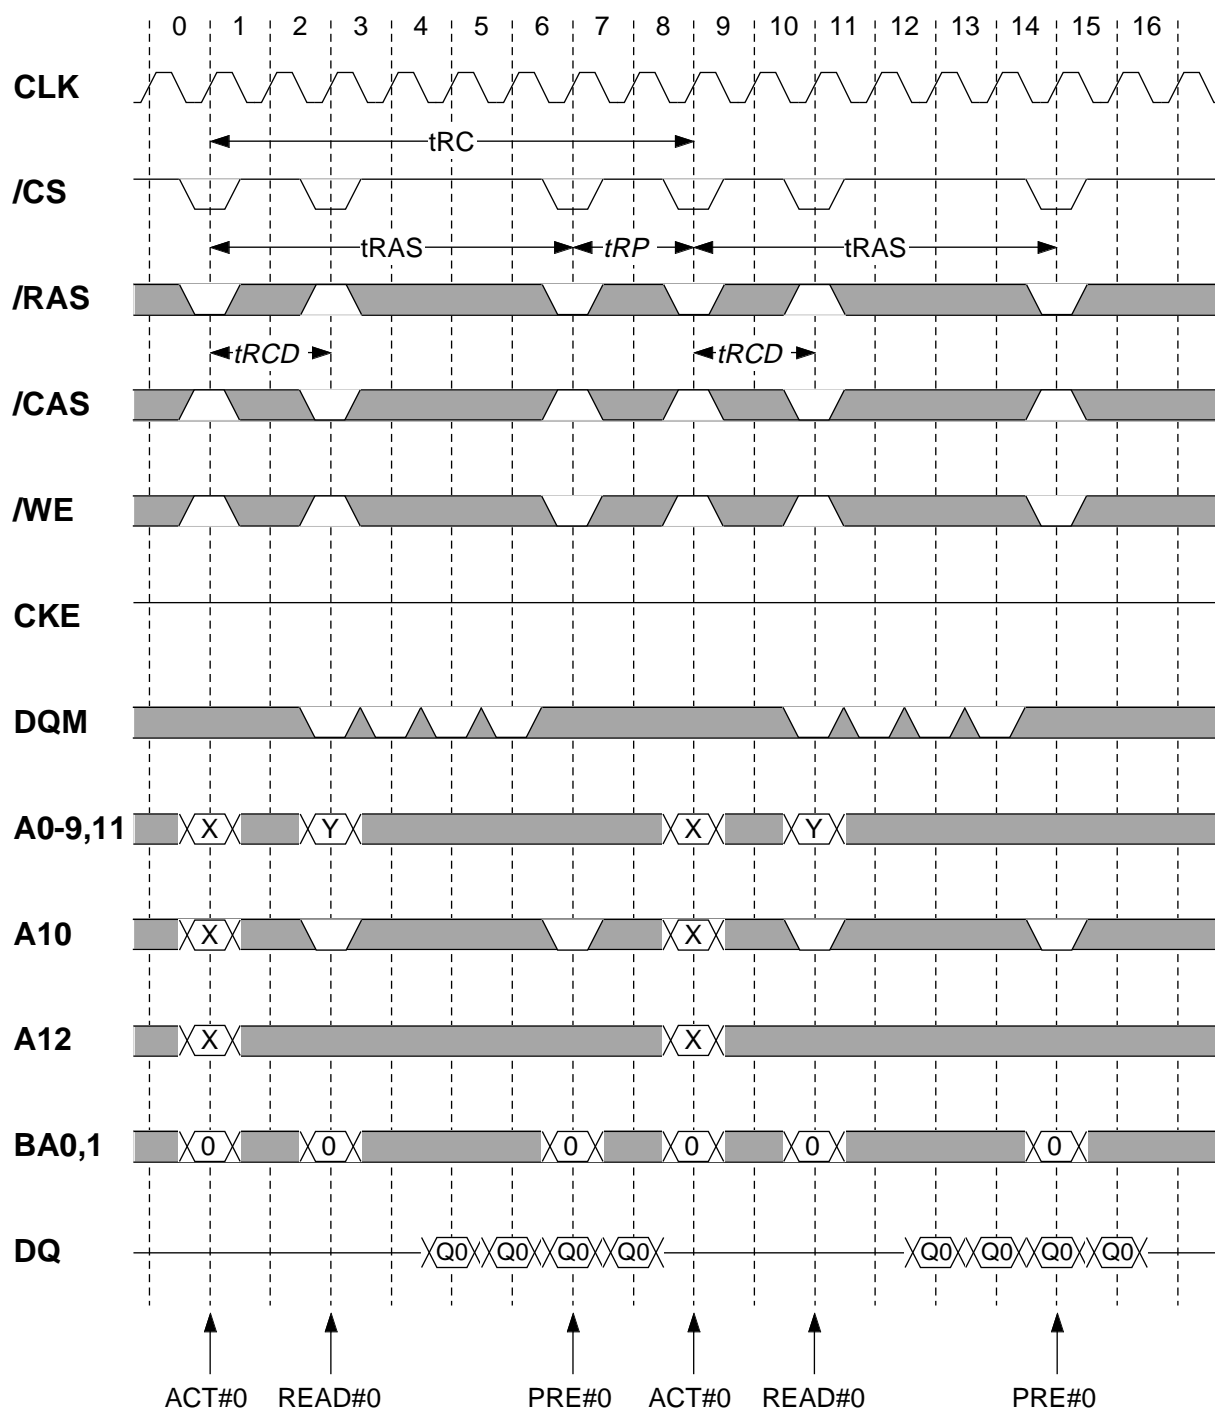 0 1 2 3 4 5 6 7 8 9 10 11 12 13 14 15 16
CLK
tRC
/CS
tRAS tRP tRAS
/RAS
tRCD tRCD
/CAS
/WE
CKE
DQM
A0-9,11 X Y X Y
A10 X X
A12 X X
BA0,1 0 0 0 0 0 0
DQ Q0 Q0 Q0 Q0 Q0 Q0 Q0 Q0
ACT#0 READ#0 PRE#0 ACT#0 READ#0 PRE#0